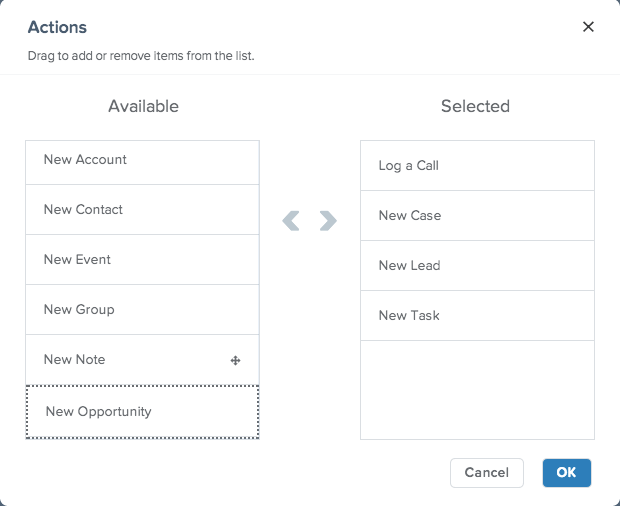 Actions
Drag to add or remove items from the list.
Available
Selected
New Account
New Contact
New Event
New Group
New Note
New Opportunity
Log a Call
New Case
New Lead
New Task
Cancel
OK